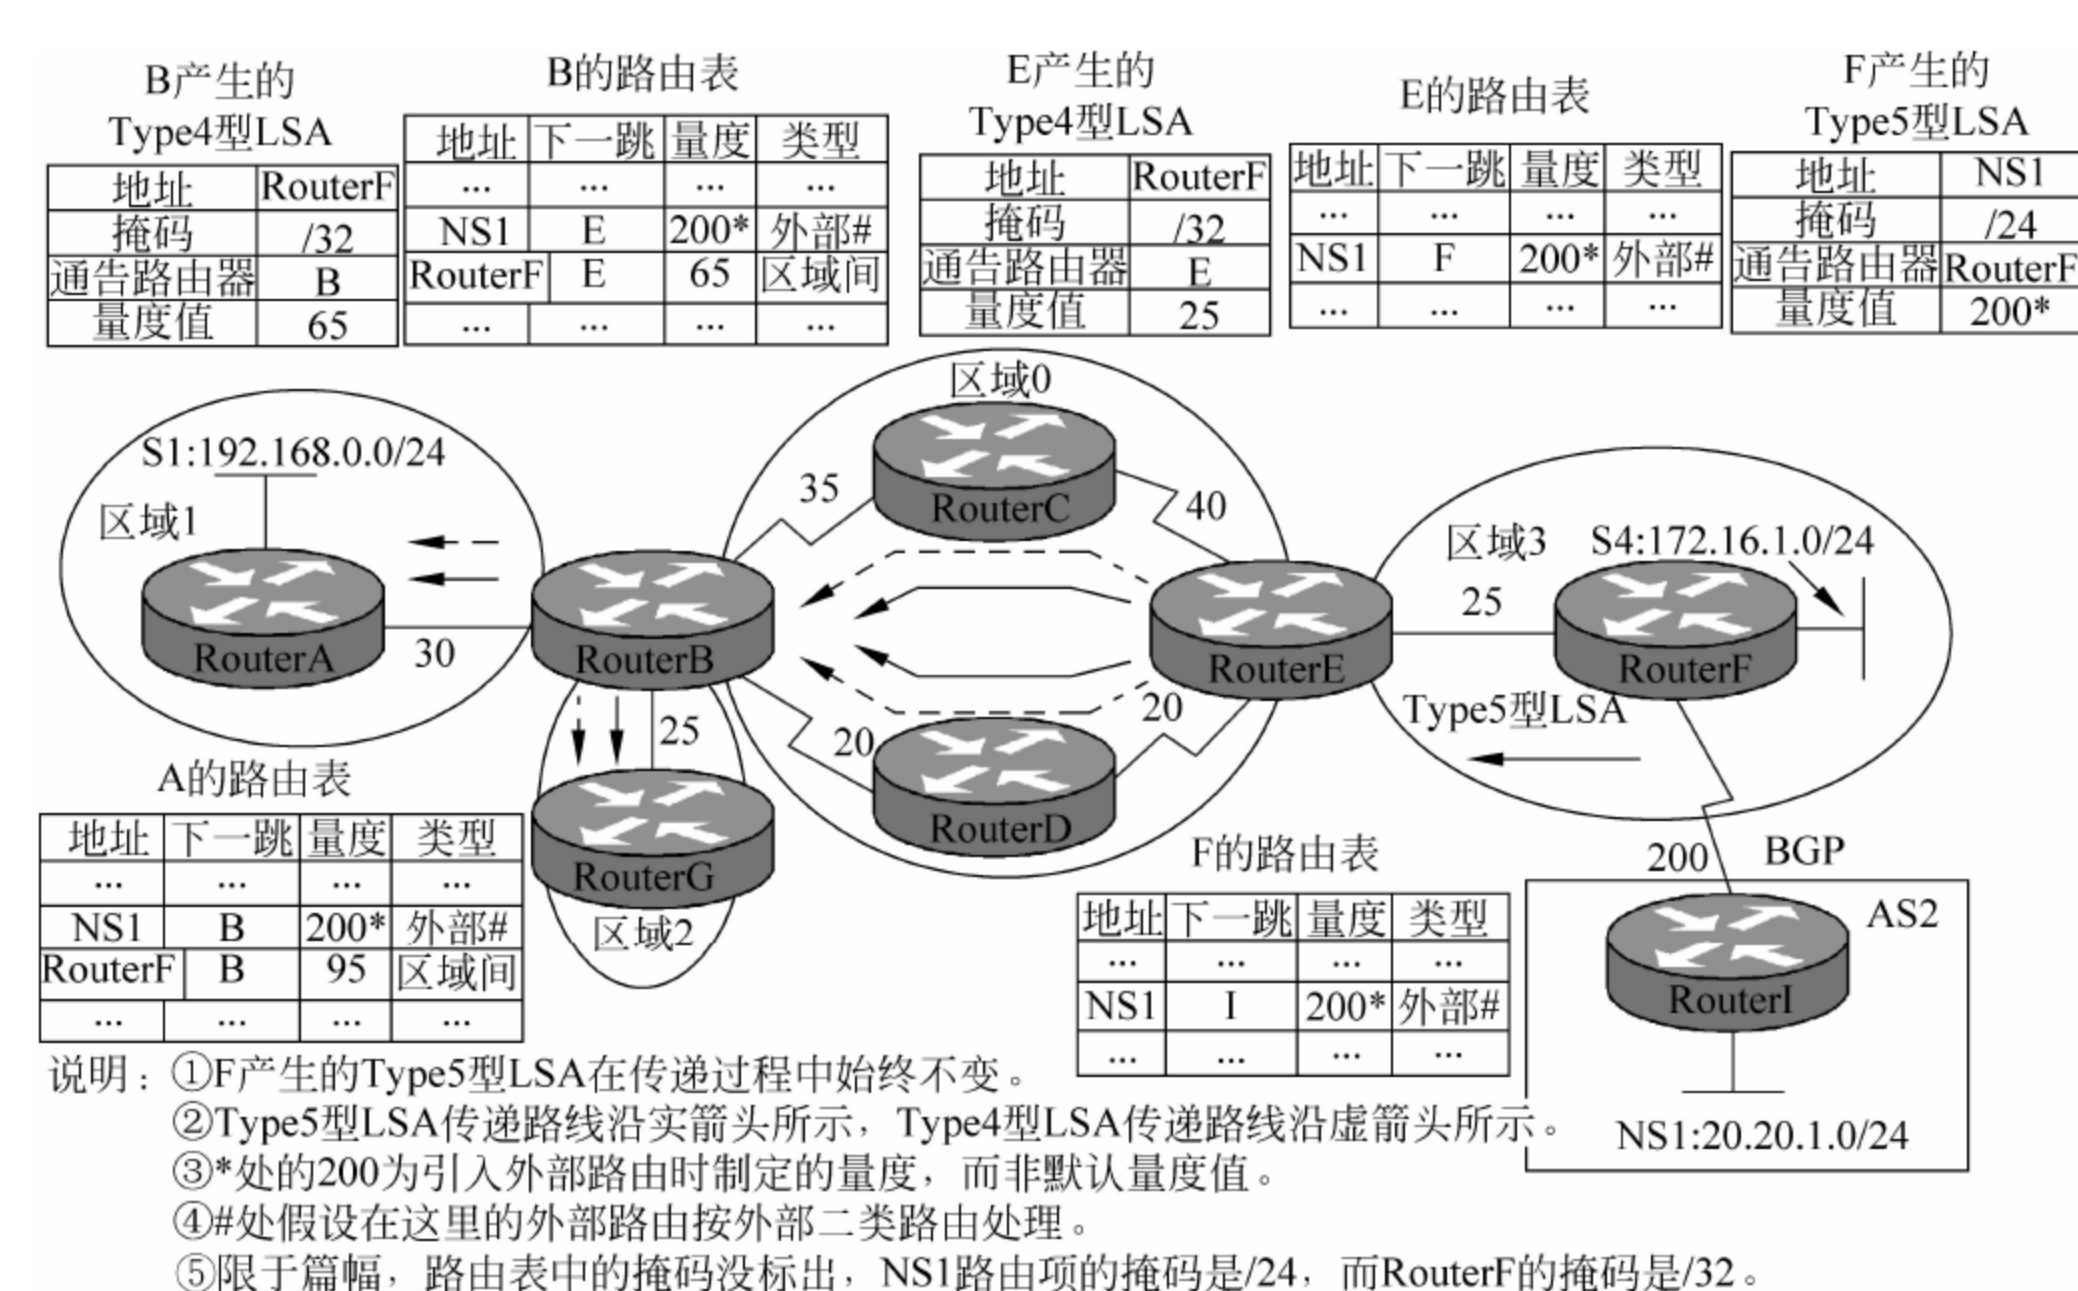 B产生的
Type4型LSA
地址 RouterF
掩码 /32
通告路由器 B
量度值 65
B的路由表
地址 下一跳 量度 类型
... ... ... ...
NS1 E 200* 外部#
RouterF E 65 区域间
... ... ... ...
E产生的
Type4型LSA
地址 RouterF
掩码 /32
通告路由器 E
量度值 25
E的路由表
地址 下一跳 量度 类型
... ... ... ...
NS1 F 200* 外部#
... ... ... ...
F产生的
Type5型LSA
地址 NS1
掩码 /24
通告路由器 RouterF
量度值 200*
S1:192.168.0.0/24
区域1
RouterA
30
RouterB
区域0
35
RouterC
40
RouterE
20
RouterD
20
25
RouterG
区域2
区域3
S4:172.16.1.0/24
25
RouterF
Type5型LSA
200
BGP
AS2
RouterI
NS1:20.20.1.0/24
A的路由表
地址 下一跳 量度 类型
... ... ... ...
NS1 B 200* 外部#
RouterF B 95 区域间
... ... ... ...
F的路由表
地址 下一跳 量度 类型
... ... ... ...
NS1 I 200* 外部#
... ... ... ...
说明：①F产生的Type5型LSA在传递过程中始终不变。
②Type5型LSA传递路线沿实箭头所示，Type4型LSA传递路线沿虚箭头所示。
③*处的200为引入外部路由时制定的量度，而非默认量度值。
④#处假设在这里的外部路由按外部二类路由处理。
⑤限于篇幅，路由表中的掩码没标出，NS1路由项的掩码是/24，而RouterF的掩码是/32。